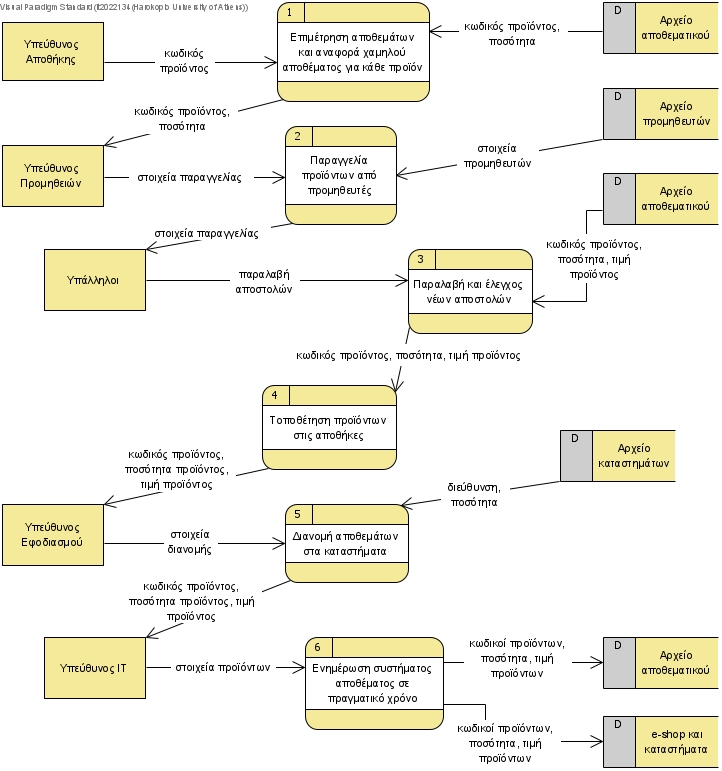 Visual Paradigm Standard (it2022134 (Harokopio University of Athens))
1
D
Υπεύθυνος
Αποθήκης
κωδικός
προϊόντος
Επιμέτρηση αποθεμάτων
και αναφορά χαμηλού
αποθέματος για κάθε προϊόν
κωδικός προϊόντος,
ποσότητα
Αρχείο
αποθεματικού
κωδικός προϊόντος,
ποσότητα
D
Αρχείο
προμηθευτών
2
Υπεύθυνος
Προμηθειών
στοιχεία παραγγελίας
Παραγγελία
προϊόντων από
προμηθευτές
στοιχεία
προμηθευτών
D
Αρχείο
αποθεματικού
στοιχεία παραγγελίας
κωδικός προϊόντος,
ποσότητα, τιμή
προϊόντος
Υπάλληλοι
παραλαβή
αποστολών
3
Παραλαβή και έλεγχος
νέων αποστολών
κωδικός προϊόντος, ποσότητα, τιμή προϊόντος
4
Τοποθέτηση προϊόντων
στις αποθήκες
D
Αρχείο
καταστημάτων
κωδικός προϊόντος,
ποσότητα προϊόντος,
τιμή προϊόντος
διεύθυνση,
ποσότητα
5
Υπεύθυνος
Εφοδιασμού
στοιχεία
διανομής
Διανομή αποθεμάτων
στα καταστήματα
κωδικός προϊόντος,
ποσότητα προϊόντος, τιμή
προϊόντος
6
Υπεύθυνος IT
στοιχεία προϊόντων
Ενημέρωση συστήματος
αποθέματος σε
πραγματικό χρόνο
κωδικοί προϊόντων,
ποσότητα, τιμή
προϊόντων
D
Αρχείο
αποθεματικού
κωδικοί προϊόντων,
ποσότητα, τιμή
προϊόντων
D
e-shop και
καταστήματα